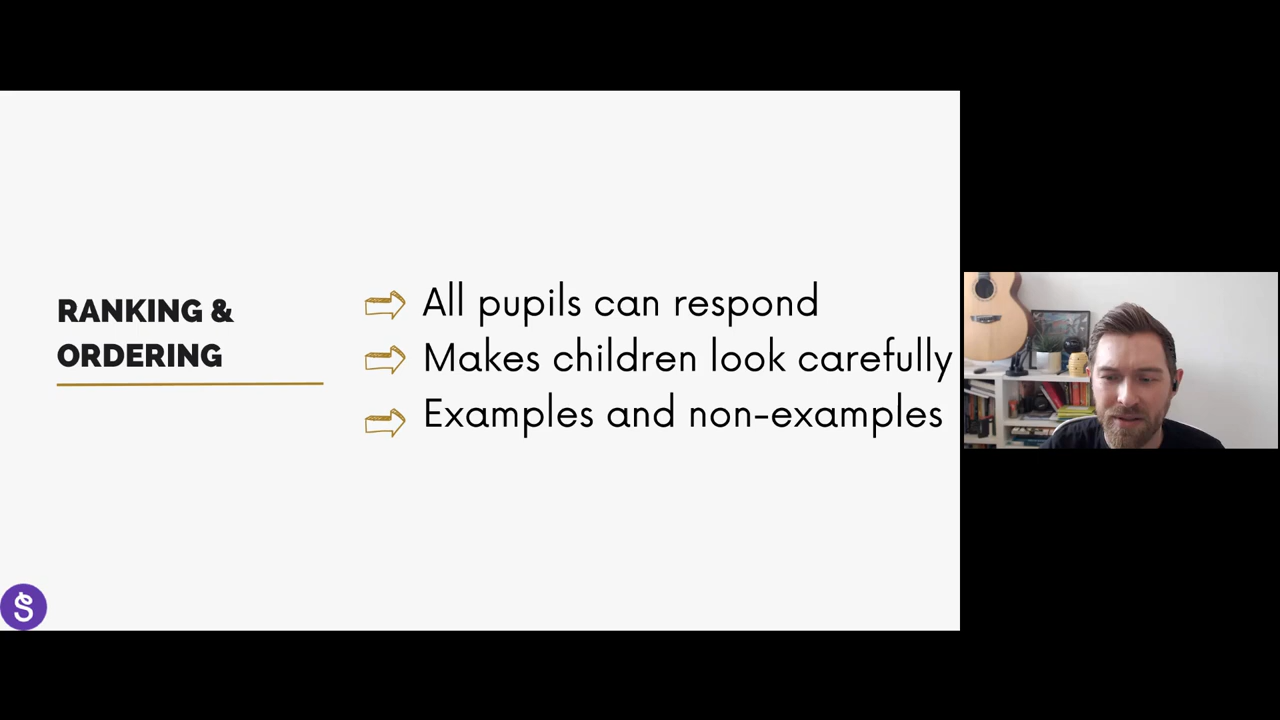 RANKING &
ORDERING
All pupils can respond
Makes children look carefully
Examples and non-examples
S